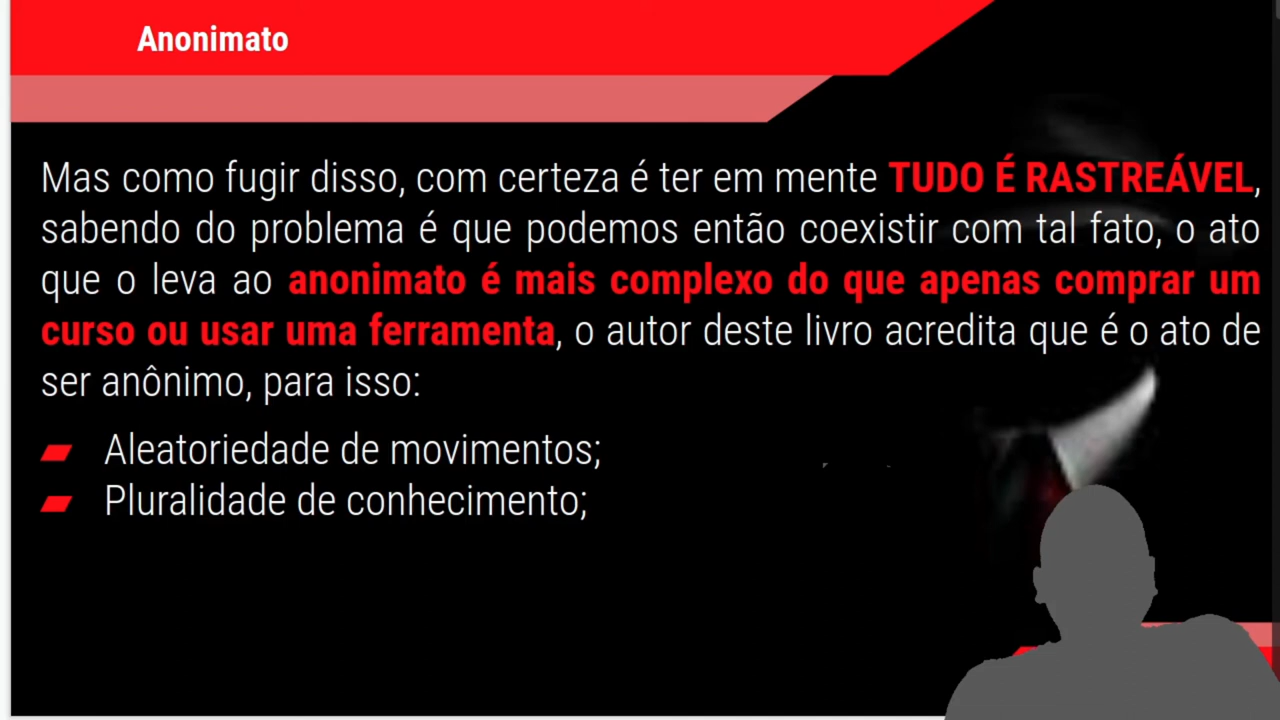 Anonimato
Mas como fugir disso, com certeza é ter em mente TUDO É RASTREÁVEL,
sabendo do problema é que podemos então coexistir com tal fato, o ato
que o leva ao anonimato é mais complexo do que apenas comprar um
curso ou usar uma ferramenta, o autor deste livro acredita que é o ato de
ser anônimo, para isso:
Aleatoriedade de movimentos;
Pluralidade de conhecimento;